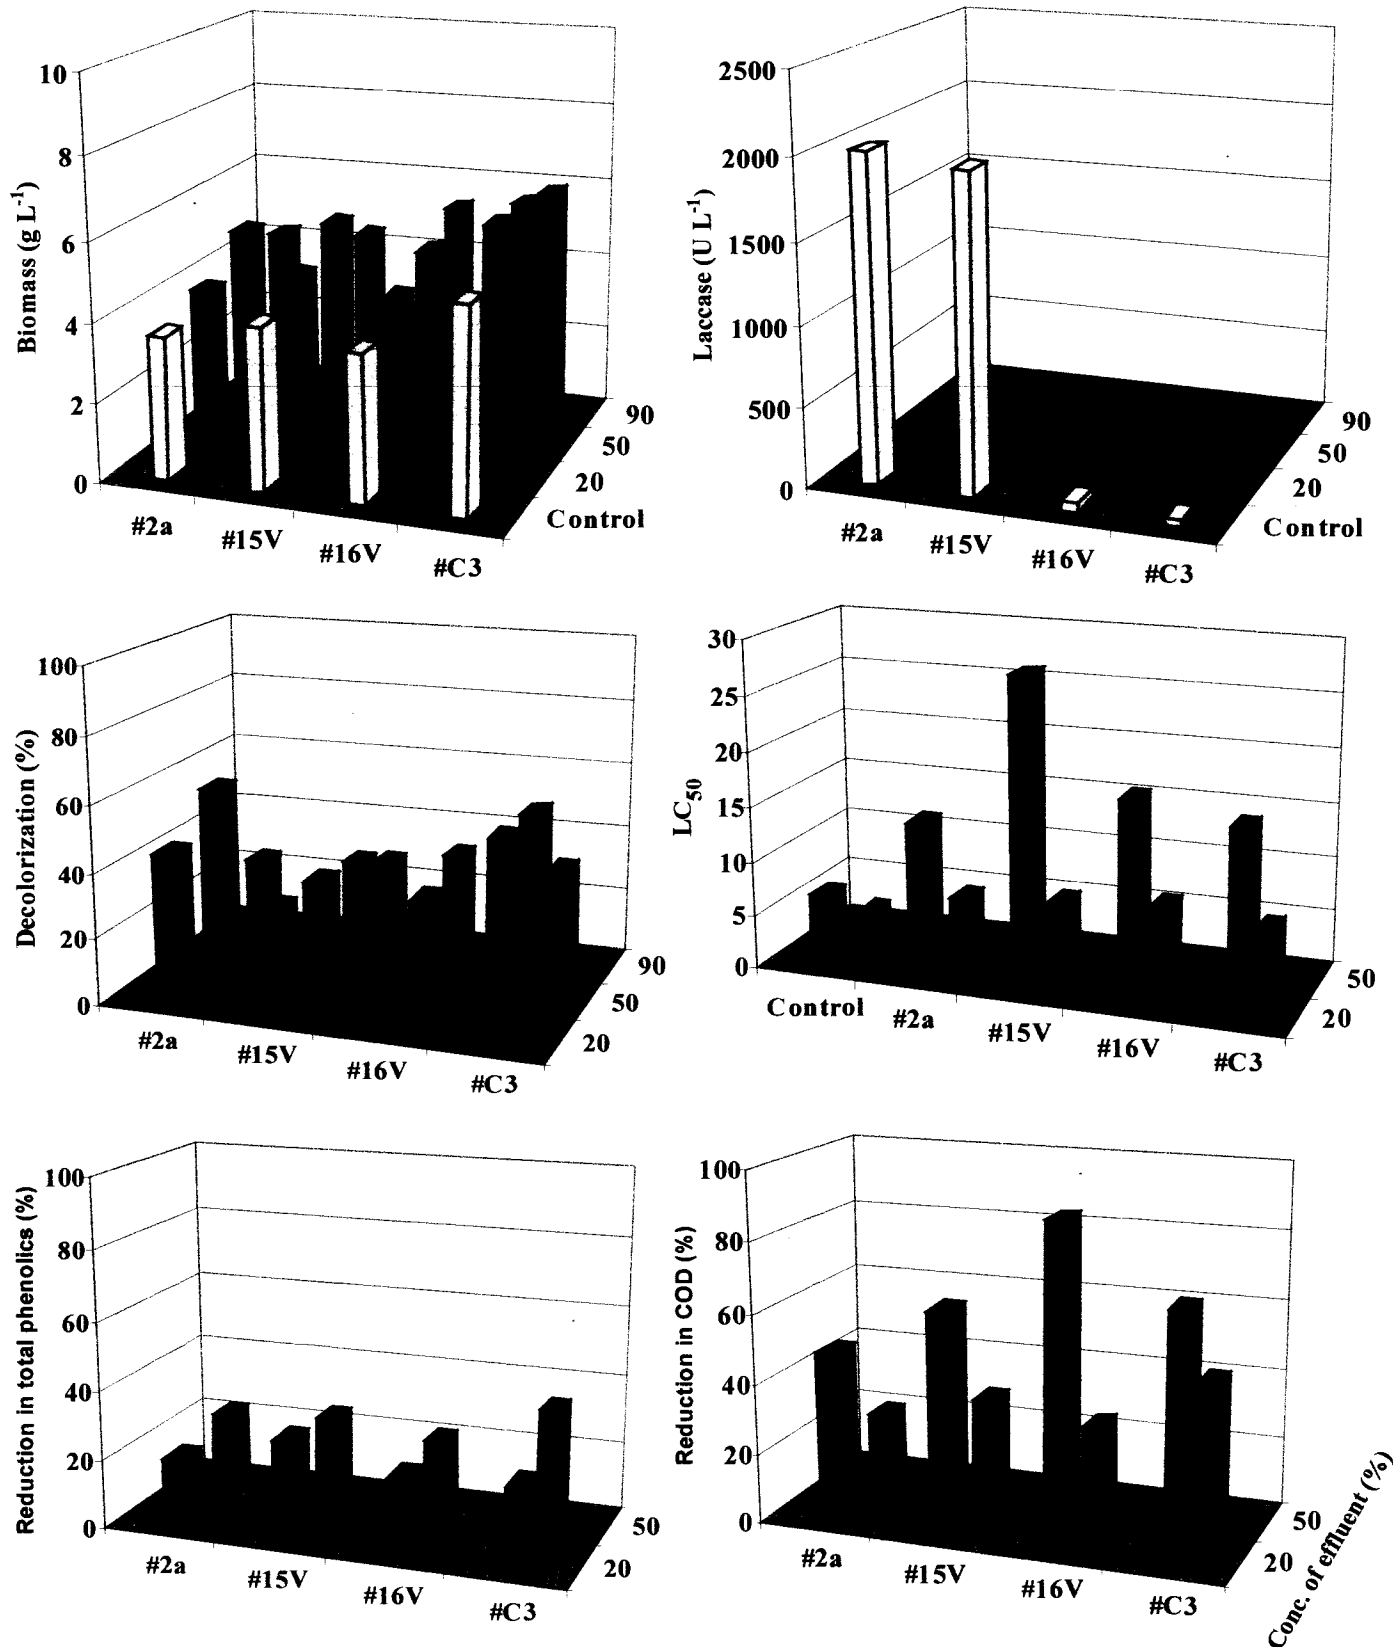 10
8
6
4
2
0
Biomass (g L-1)
#2a
#15V
#16V
#C3
Control
20
50
90
2500
2000
1500
1000
500
0
Laccase (U L-1)
#2a
#15V
#16V
#C3
Control
20
50
90
100
80
60
40
20
0
Decolorization (%)
#2a
#15V
#16V
#C3
20
50
90
30
25
20
15
10
5
0
LC50
Control
#2a
#15V
#16V
#C3
20
50
100
80
60
40
20
0
Reduction in total phenolics (%)
#2a
#15V
#16V
#C3
20
50
100
80
60
40
20
0
Reduction in COD (%)
#2a
#15V
#16V
#C3
20
50
Conc. of effluent (%)